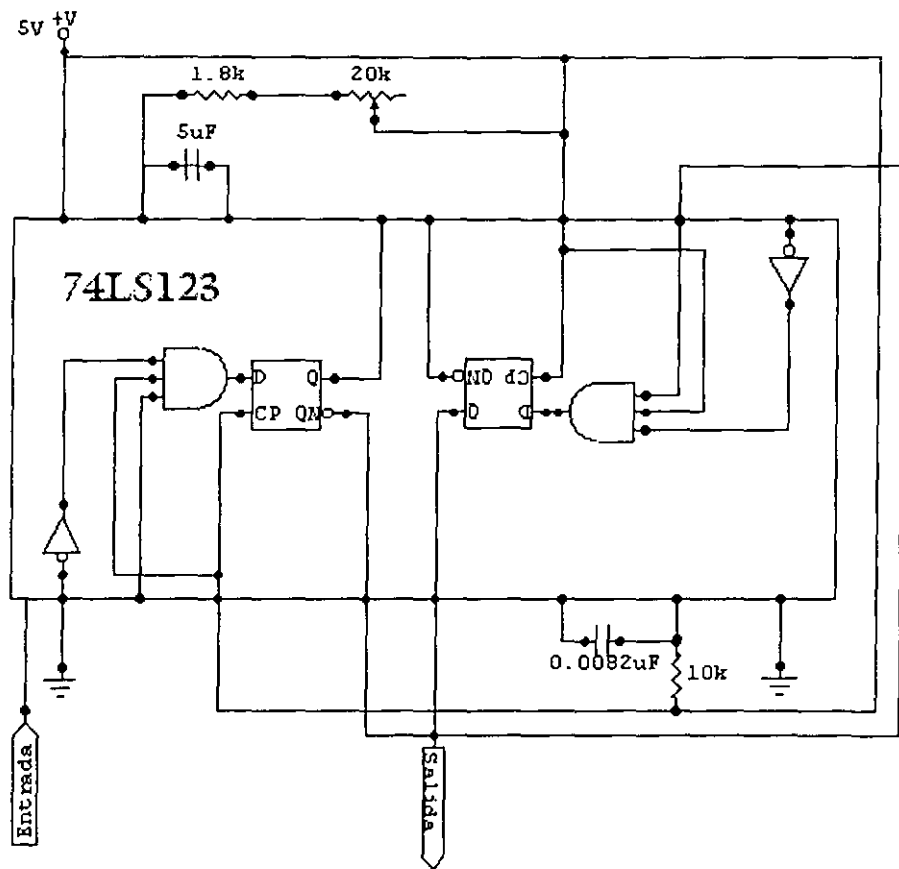 5V +V
1.8k
20k
5uF
74LS123
D Q
CP QN
QN CP
Q D
0.0082uF
10k
Entrada
Salida